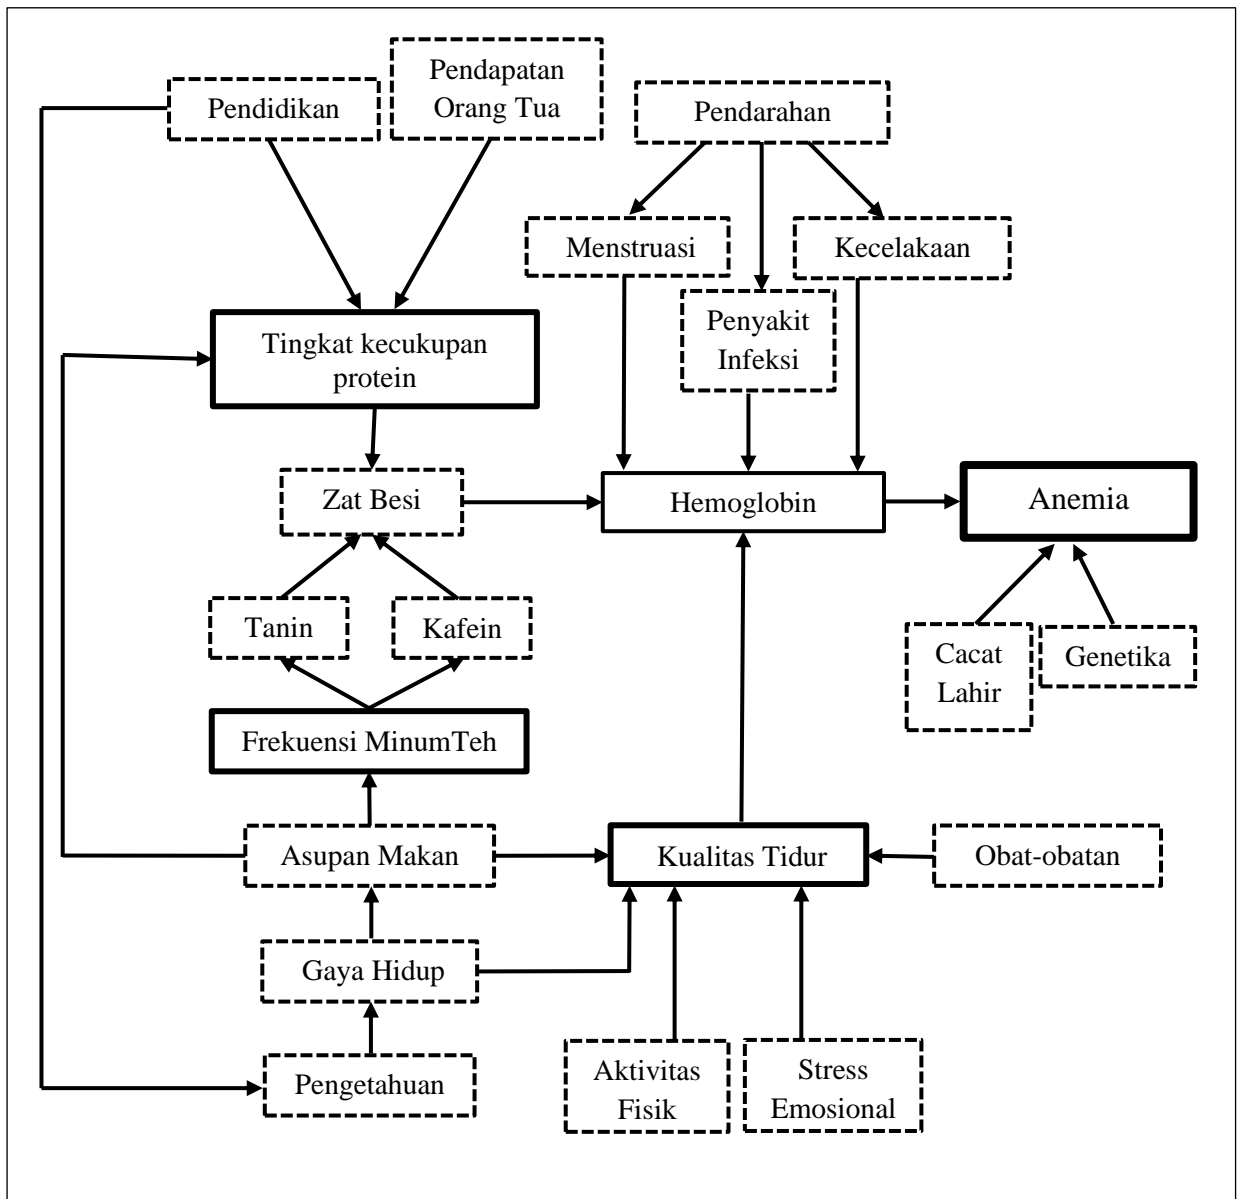 Pendidikan
Pendapatan
Orang Tua
Pendarahan
Menstruasi
Kecelakaan
Penyakit
Infeksi
Tingkat kecukupan
protein
Zat Besi
Hemoglobin
Anemia
Tanin
Kafein
Cacat
Lahir
Genetika
Frekuensi MinumTeh
Asupan Makan
Kualitas Tidur
Obat-obatan
Gaya Hidup
Pengetahuan
Aktivitas
Fisik
Stress
Emosional